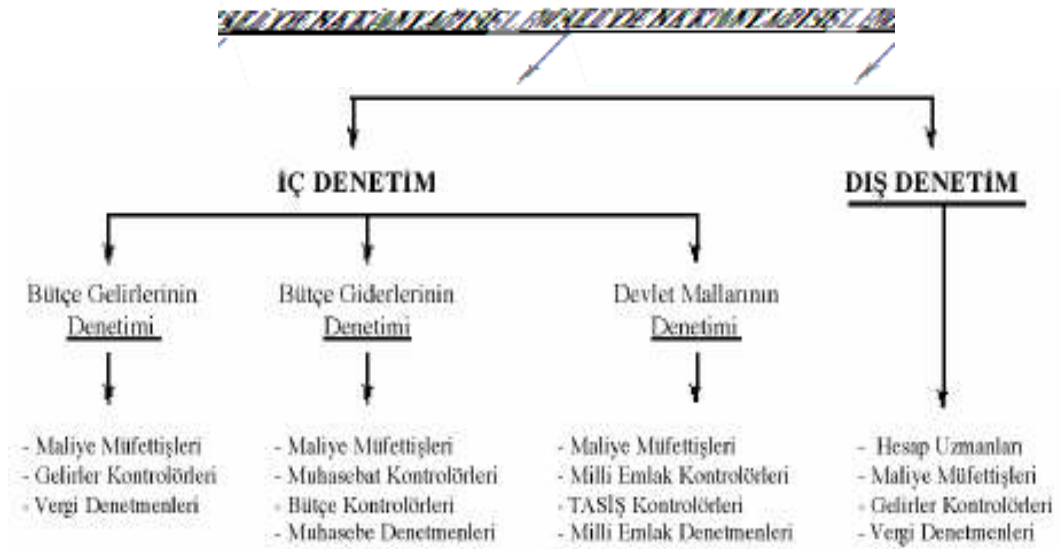 İÇ DENETİM
DIŞ DENETİM
Bütçe Gelirlerinin
Denetimi
Bütçe Giderlerinin
Denetimi
Devlet Mallarının
Denetimi
- Maliye Müfettişleri
- Gelirler Kontrolörleri
- Vergi Denetmenleri
- Maliye Müfettişleri
- Muhasebat Kontrolörleri
- Bütçe Kontrolörleri
- Muhasebe Denetmenleri
- Maliye Müfettişleri
- Milli Emlak Kontrolörleri
- TASİŞ Kontrolörleri
- Milli Emlak Denetmenleri
- Hesap Uzmanları
- Maliye Müfettişleri
- Gelirler Kontrolörleri
- Vergi Denetmenleri